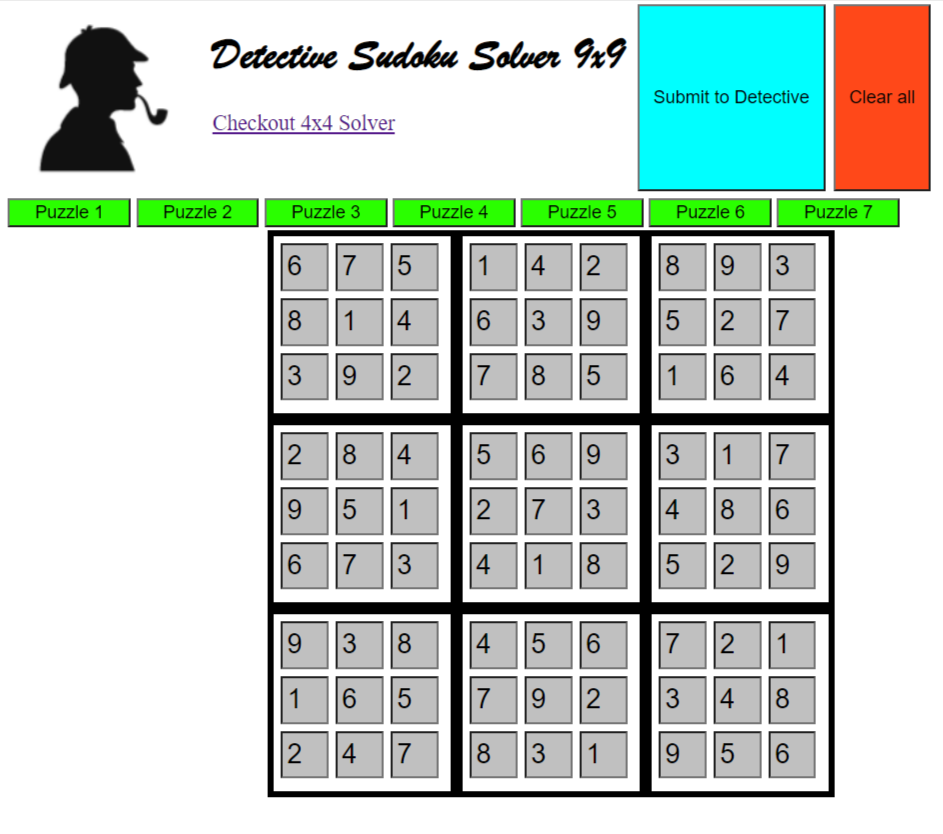 Detective Sudoku Solver 9x9
Submit to Detective
Clear all
Checkout 4x4 Solver
Puzzle 1 Puzzle 2 Puzzle 3 Puzzle 4 Puzzle 5 Puzzle 6 Puzzle 7
6 7 5 1 4 2 8 9 3
8 1 4 6 3 9 5 2 7
3 9 2 7 8 5 1 6 4
2 8 4 5 6 9 3 1 7
9 5 1 2 7 3 4 8 6
6 7 3 4 1 8 5 2 9
9 3 8 4 5 6 7 2 1
1 6 5 7 9 2 3 4 8
2 4 7 8 3 1 9 5 6